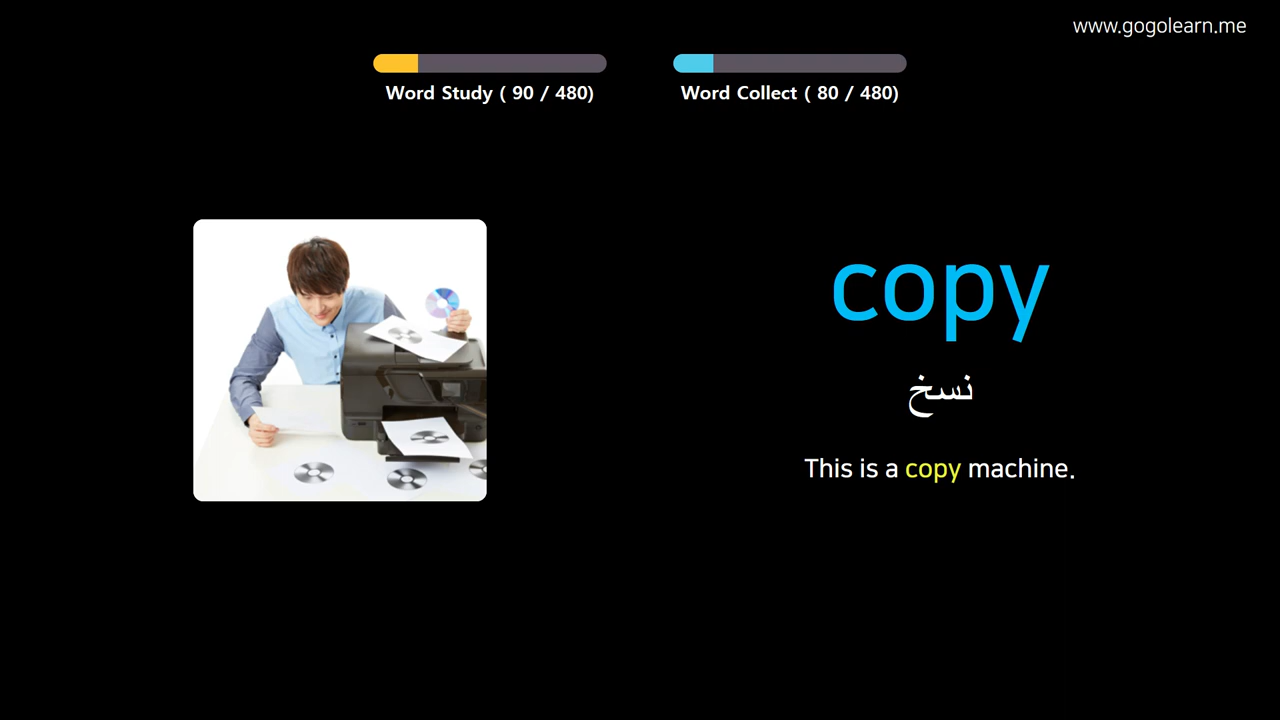 www.gogolearn.me
Word Study ( 90 / 480)
Word Collect ( 80 / 480)
copy
نسخ
This is a copy machine.